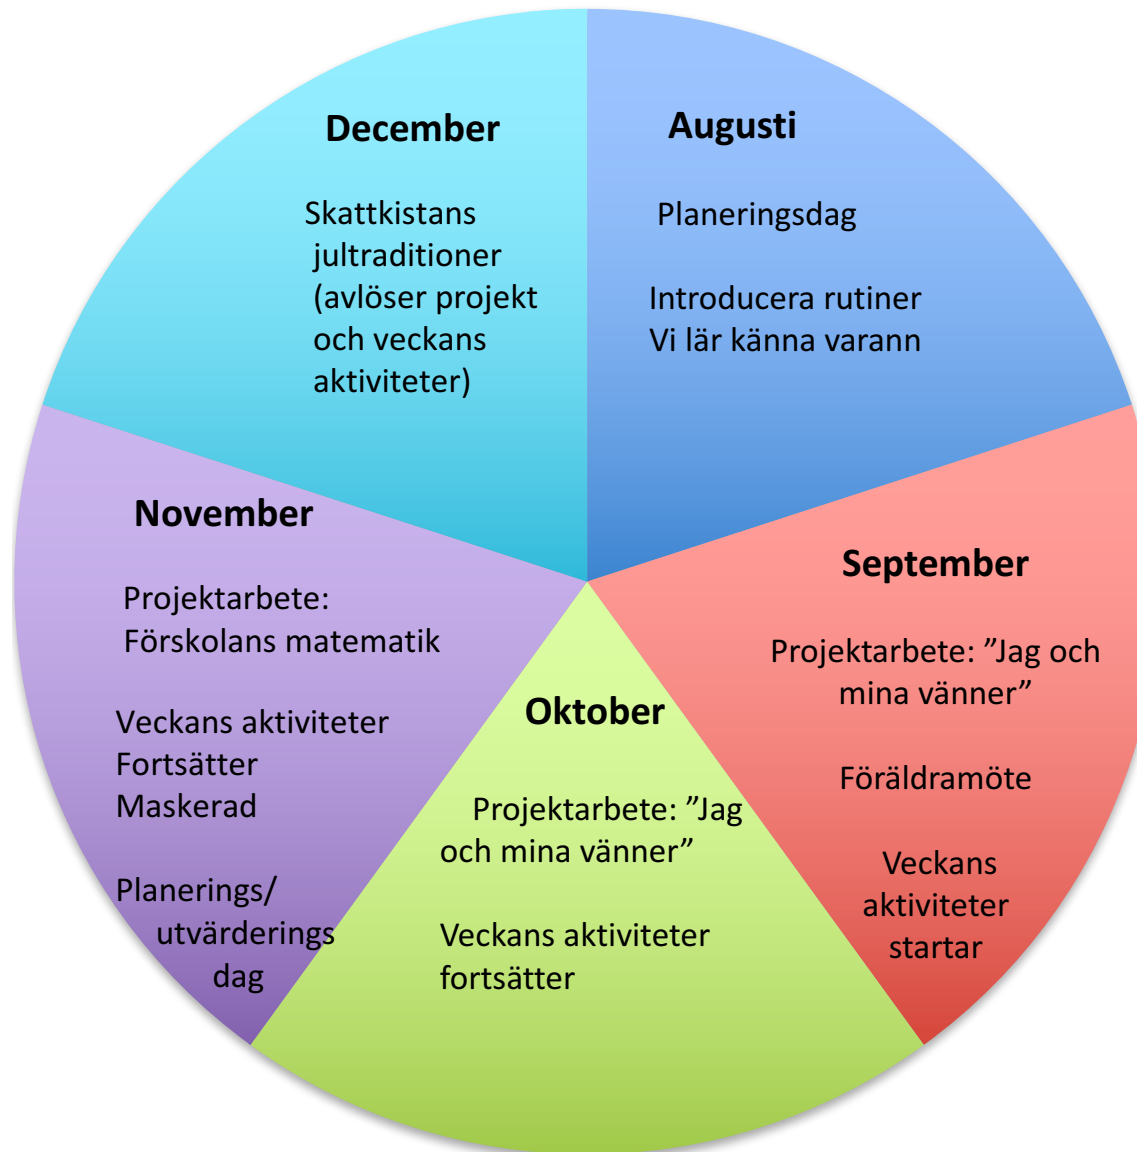 Augusti
Planeringsdag
Introducera rutiner
Vi lär känna varann
September
Projektarbete: ”Jag och
mina vänner”
Föräldramöte
Veckans
aktiviteter
startar
Oktober
Projektarbete: ”Jag
och mina vänner”
Veckans aktiviteter
fortsätter
November
Projektarbete:
Förskolans matematik
Veckans aktiviteter
Fortsätter
Maskerad
Planerings/
utvärderings
dag
December
Skattkistans
jultraditioner
(avlöser projekt
och veckans
aktiviteter)